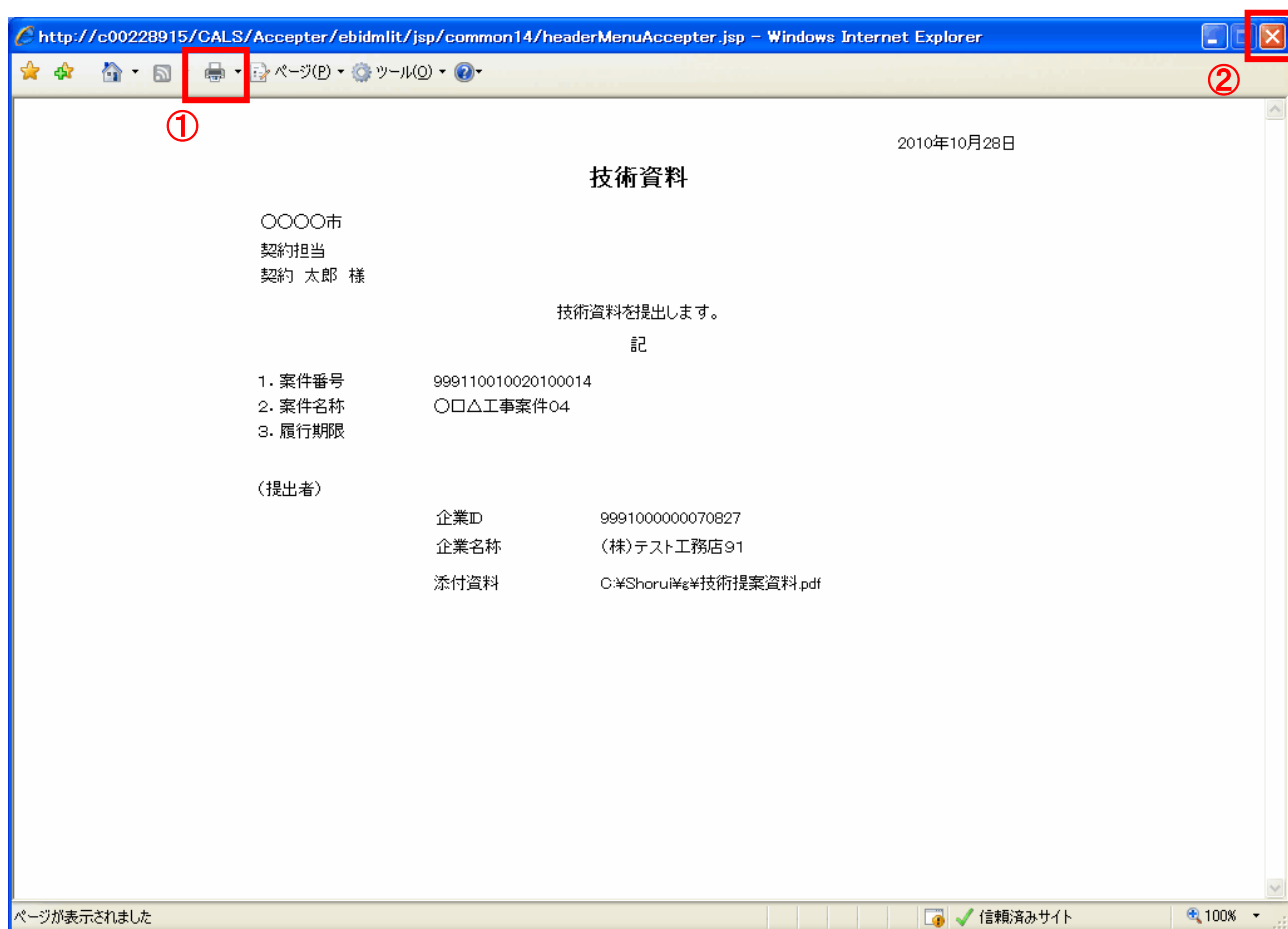 http://c00228915/CALS/Accepter/ebidmlit/jsp/common14/headerMenuAccepter.jsp - Windows Internet Explorer
ページ(P) ツール(O)
①
②
2010年10月28日
技術資料
〇〇〇〇市
契約担当
契約 太郎 様
技術資料を提出します。
記
1. 案件番号 999110010020100014
2. 案件名称 〇口△工事案件04
3. 履行期限
（提出者）
企業ID 9991000000070827
企業名称 (株)テスト工務店91
添付資料 C:¥Shorui¥g¥技術提案資料.pdf
ページが表示されました 信頼済みサイト 100%